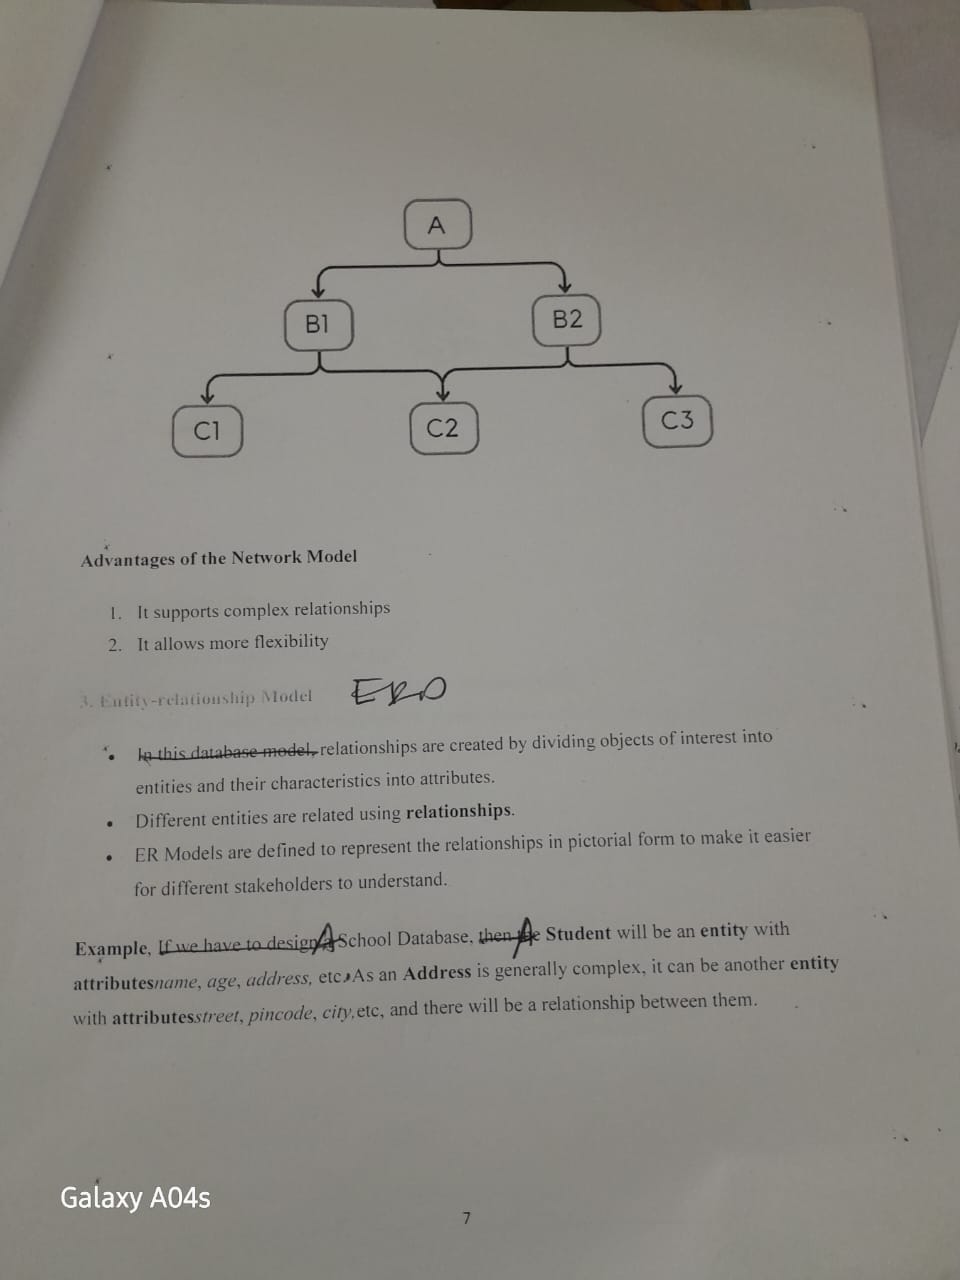 A
B1
B2
C1
C2
C3
Advantages of the Network Model
1. It supports complex relationships
2. It allows more flexibility
3. Entity-relationship Model ERD
• In this database model, relationships are created by dividing objects of interest into
entities and their characteristics into attributes.
• Different entities are related using relationships.
• ER Models are defined to represent the relationships in pictorial form to make it easier
for different stakeholders to understand.
Example, If we have to design A School Database, then the A Student will be an entity with
attributesname, age, address, etc. As an Address is generally complex, it can be another entity
with attributesstreet, pincode, city, etc, and there will be a relationship between them.
Galaxy A04s
7